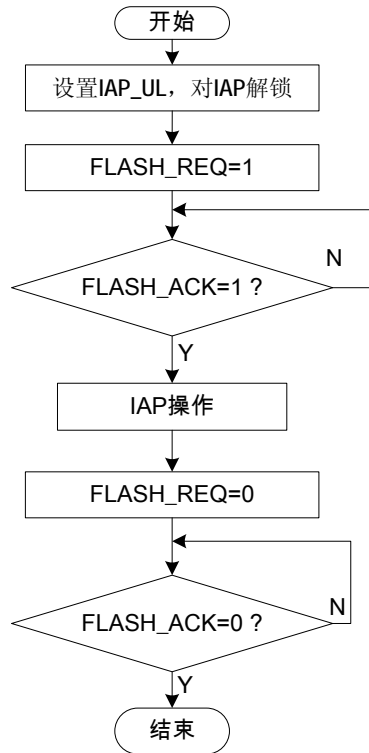 开始
设置IAP_UL，对IAP解锁
FLASH_REQ=1
FLASH_ACK=1 ?
N
Y
IAP操作
FLASH_REQ=0
FLASH_ACK=0 ?
N
Y
结束